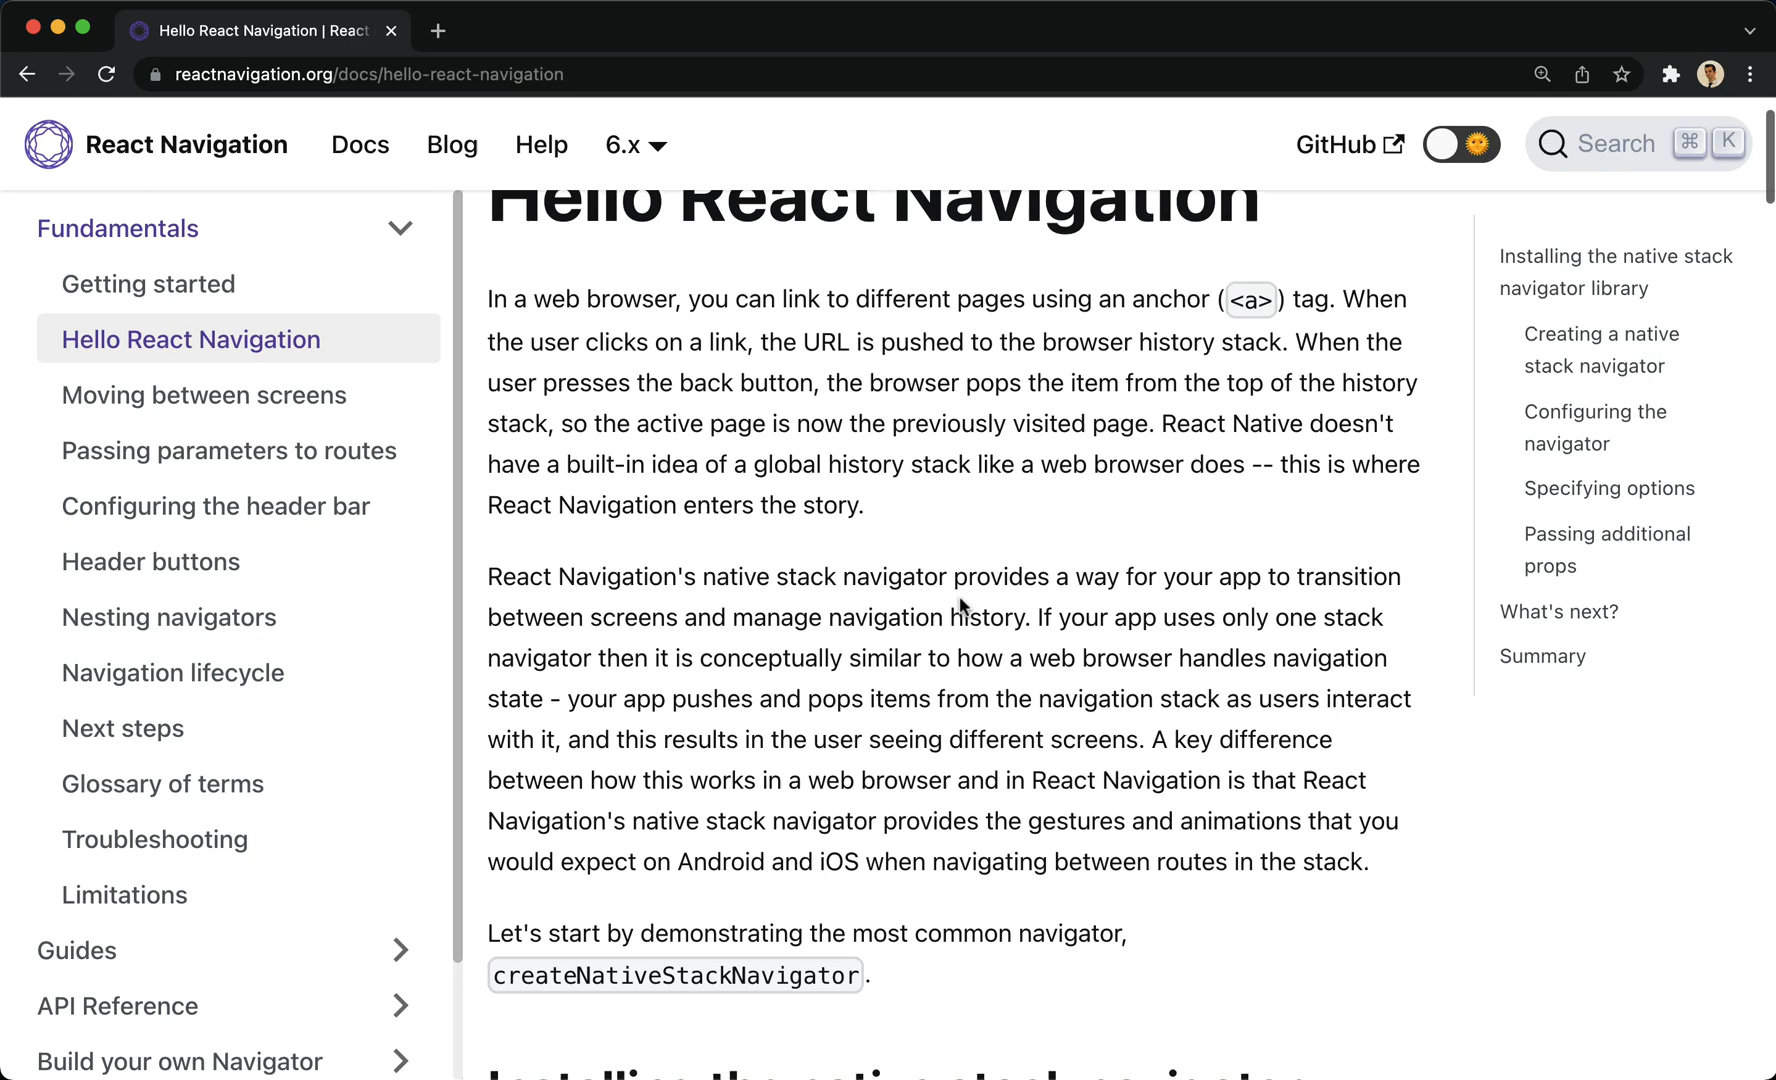 Hello React Navigation | React
reactnavigation.org/docs/hello-react-navigation
React Navigation Docs Blog Help 6.x GitHub Search ⌘ K
Fundamentals
Getting started
Hello React Navigation
Moving between screens
Passing parameters to routes
Configuring the header bar
Header buttons
Nesting navigators
Navigation lifecycle
Next steps
Glossary of terms
Troubleshooting
Limitations
Guides
API Reference
Build your own Navigator
Hello React Navigation
In a web browser, you can link to different pages using an anchor (<a>) tag. When
the user clicks on a link, the URL is pushed to the browser history stack. When the
user presses the back button, the browser pops the item from the top of the history
stack, so the active page is now the previously visited page. React Native doesn't
have a built-in idea of a global history stack like a web browser does -- this is where
React Navigation enters the story.
React Navigation's native stack navigator provides a way for your app to transition
between screens and manage navigation history. If your app uses only one stack
navigator then it is conceptually similar to how a web browser handles navigation
state - your app pushes and pops items from the navigation stack as users interact
with it, and this results in the user seeing different screens. A key difference
between how this works in a web browser and in React Navigation is that React
Navigation's native stack navigator provides the gestures and animations that you
would expect on Android and iOS when navigating between routes in the stack.
Let's start by demonstrating the most common navigator,
createNativeStackNavigator.
Installing the native stack navigator
Installing the native stack
navigator library
Creating a native
stack navigator
Configuring the
navigator
Specifying options
Passing additional
props
What's next?
Summary